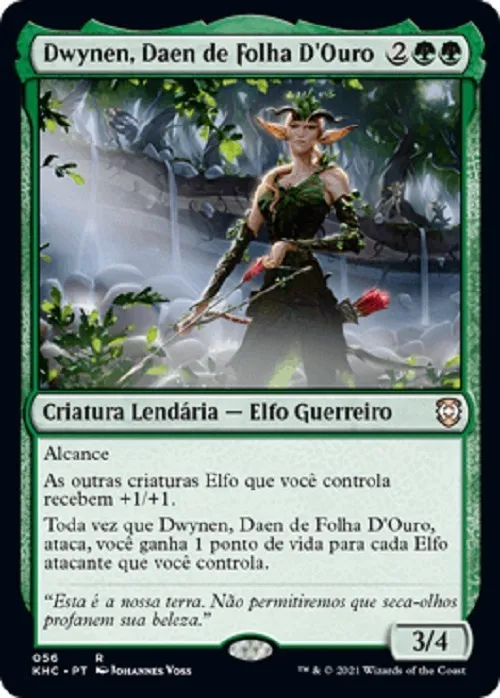 Dwynen, Daen de Folha D'Ouro 2
Criatura Lendária — Elfo Guerreiro
Alcance
As outras criaturas Elfo que você controla
recebem +1/+1.
Toda vez que Dwynen, Daen de Folha D'Ouro,
ataca, você ganha 1 ponto de vida para cada Elfo
atacante que você controla.
“Esta é a nossa terra. Não permitiremos que seca-olhos
profanem sua beleza.”
3/4
056 R
KHC • PT Johannes Voss
™ & © 2021 Wizards of the Coast